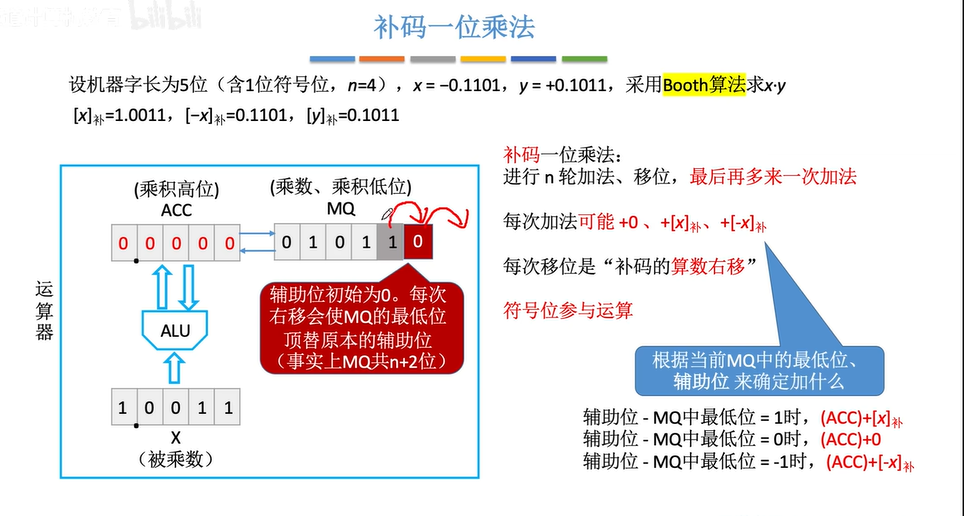 bilibili
补码一位乘法
设机器字长为5位（含1位符号位，n=4），x = −0.1101，y = +0.1011，采用Booth算法求x·y
[x]补=1.0011，[−x]补=0.1101，[y]补=0.1011
补码一位乘法：
进行 n 轮加法、移位，最后再多来一次加法
每次加法可能 +0 、+[x]补、+[-x]补
每次移位是“补码的算数右移”
符号位参与运算
根据当前MQ中的最低位、
辅助位 来确定加什么
辅助位 - MQ中最低位 = 1时，(ACC)+[x]补
辅助位 - MQ中最低位 = 0时，(ACC)+0
辅助位 - MQ中最低位 = -1时，(ACC)+[-x]补
运算器
(乘积高位)
ACC
0 0 0 0 0
(乘数、乘积低位)
MQ
0 1 0 1 1 0
辅助位初始为0。每次
右移会使MQ的最低位
顶替原本的辅助位
（事实上MQ共n+2位）
ALU
1 0 0 1 1
X
（被乘数）